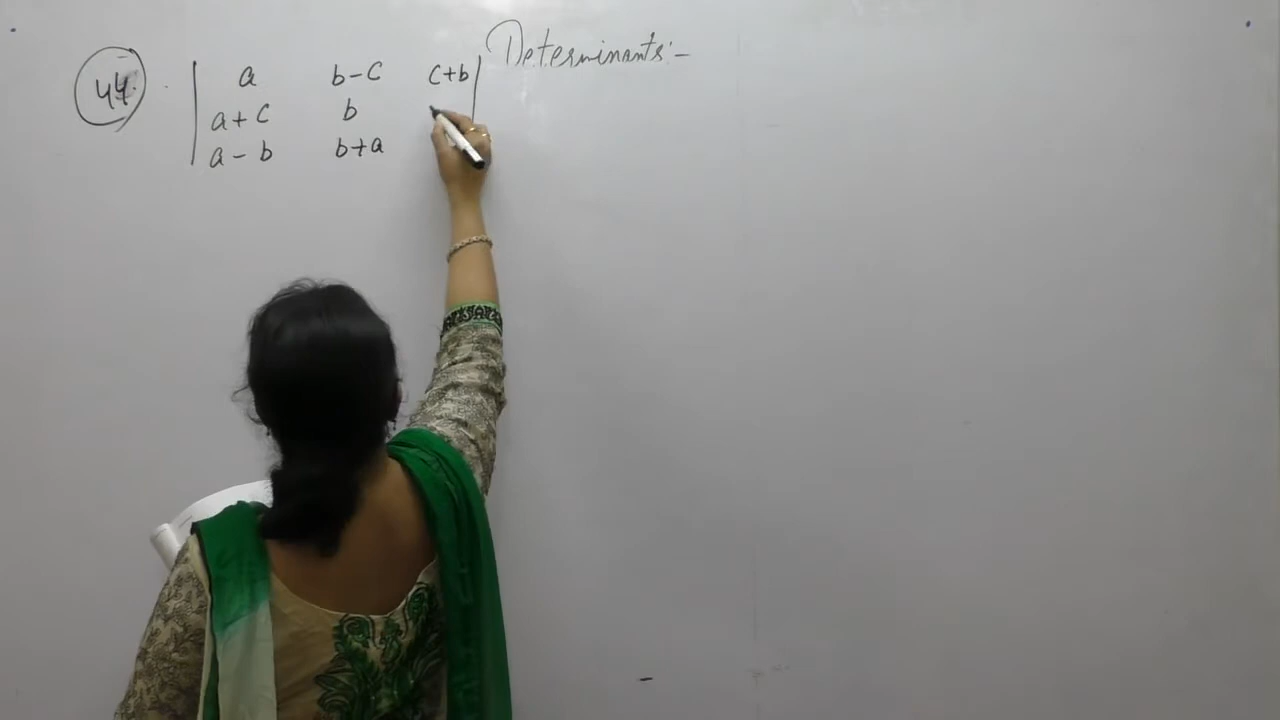 Determinants:-
44. | a b-c c+b |
a+c b
a-b b+a